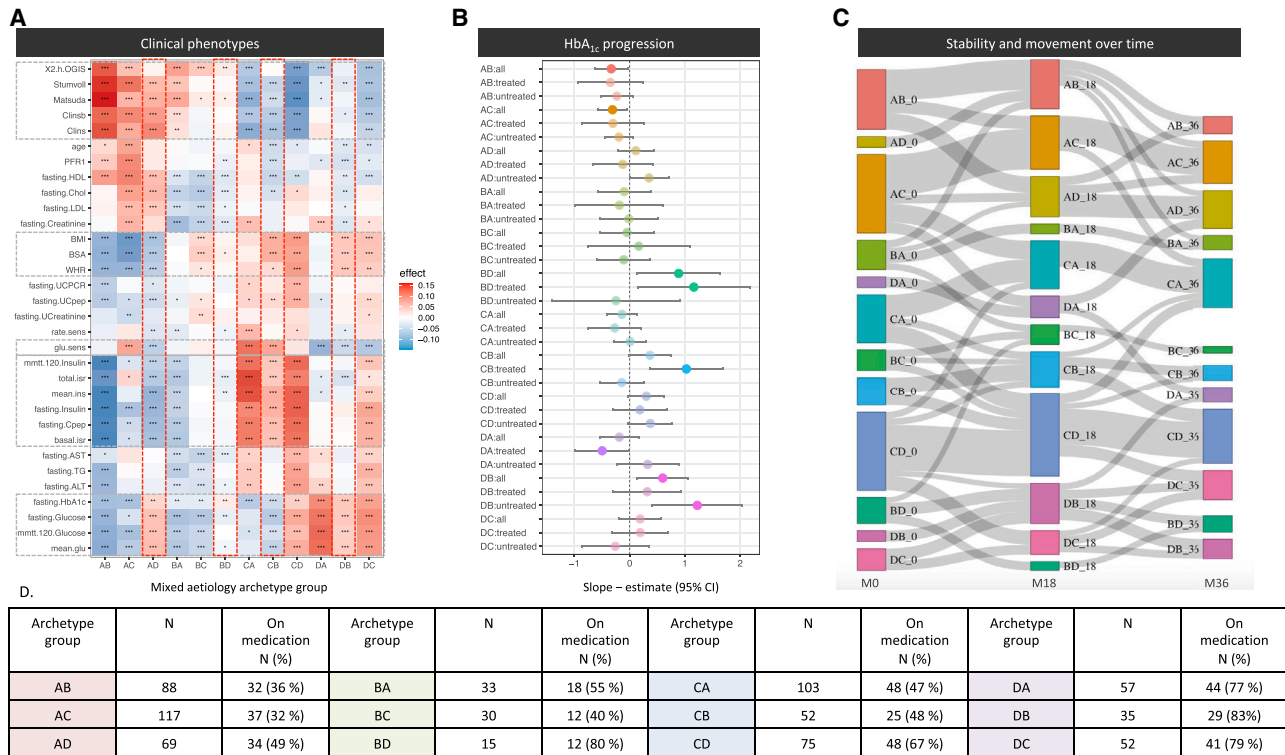 A
Clinical phenotypes
X2.h.OGIS
Stumvoll
Matsuda
Clinsb
Clins
age
PFR1
fasting.HDL
fasting.Chol
fasting.LDL
fasting.Creatinine
BMI
BSA
WHR
fasting.UCPCR
fasting.UCpep
fasting.UCreatinine
rate.sens
glu.sens
mmtt.120.Insulin
total.isr
mean.ins
fasting.Insulin
fasting.Cpep
basal.isr
fasting.AST
fasting.TG
fasting.ALT
fasting.HbA1c
fasting.Glucose
mmtt.120.Glucose
mean.glu
AB AC AD BA BC BD CA CB CD DA DB DC
Mixed aetiology archetype group
effect
0.15
0.10
0.05
0.00
−0.05
−0.10
B
HbA1c progression
AB:all
AB:treated
AB:untreated
AC:all
AC:treated
AC:untreated
AD:all
AD:treated
AD:untreated
BA:all
BA:treated
BA:untreated
BC:all
BC:treated
BC:untreated
BD:all
BD:treated
BD:untreated
CA:all
CA:treated
CA:untreated
CB:all
CB:treated
CB:untreated
CD:all
CD:treated
CD:untreated
DA:all
DA:treated
DA:untreated
DB:all
DB:treated
DB:untreated
DC:all
DC:treated
DC:untreated
−1 0 1 2
Slope – estimate (95% CI)
C
Stability and movement over time
AB_0
AD_0
AC_0
BA_0
DA_0
CA_0
BC_0
CB_0
CD_0
BD_0
DB_0
DC_0
M0
AB_18
AC_18
AD_18
BA_18
CA_18
DA_18
BC_18
CB_18
CD_18
DB_18
DC_18
BD_18
M18
AB_36
AC_36
AD_36
BA_36
CA_36
BC_36
CB_36
DA_36
CD_36
DC_36
BD_36
DB_36
M36
D.
Archetype group N On medication N (%) Archetype group N On medication N (%) Archetype group N On medication N (%) Archetype group N On medication N (%)
AB 88 32 (36 %) BA 33 18 (55 %) CA 103 48 (47 %) DA 57 44 (77 %)
AC 117 37 (32 %) BC 30 12 (40 %) CB 52 25 (48 %) DB 35 29 (83%)
AD 69 34 (49 %) BD 15 12 (80 %) CD 75 48 (67 %) DC 52 41 (79 %)